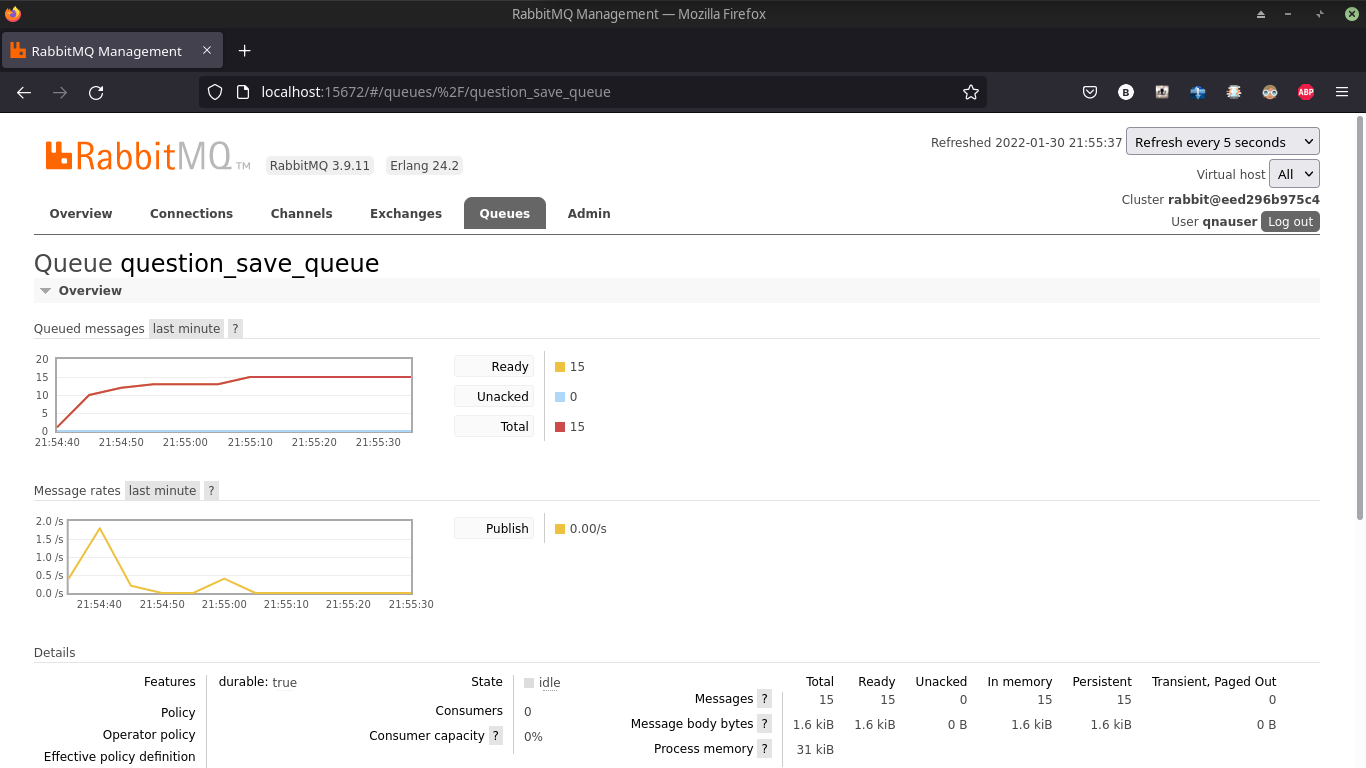 RabbitMQ Management — Mozilla Firefox
RabbitMQ Management
localhost:15672/#/queues/%2F/question_save_queue
B
ABP
RabbitMQ TM
RabbitMQ 3.9.11 Erlang 24.2
Refreshed 2022-01-30 21:55:37 Refresh every 5 seconds
Virtual host All
Cluster rabbit@eed296b975c4
User qnauser Log out
Overview Connections Channels Exchanges Queues Admin
Queue question_save_queue
Overview
Queued messages last minute ?
20
15
10
5
0
21:54:40 21:54:50 21:55:00 21:55:10 21:55:20 21:55:30
Ready 15
Unacked 0
Total 15
Message rates last minute ?
2.0 /s
1.5 /s
1.0 /s
0.5 /s
0.0 /s
21:54:40 21:54:50 21:55:00 21:55:10 21:55:20 21:55:30
Publish 0.00/s
Details
Features durable: true
Policy
Operator policy
Effective policy definition
State idle
Consumers 0
Consumer capacity ? 0%
Total Ready Unacked In memory Persistent Transient, Paged Out
Messages ? 15 15 0 15 15 0
Message body bytes ? 1.6 kiB 1.6 kiB 0 B 1.6 kiB 1.6 kiB 0 B
Process memory ? 31 kiB